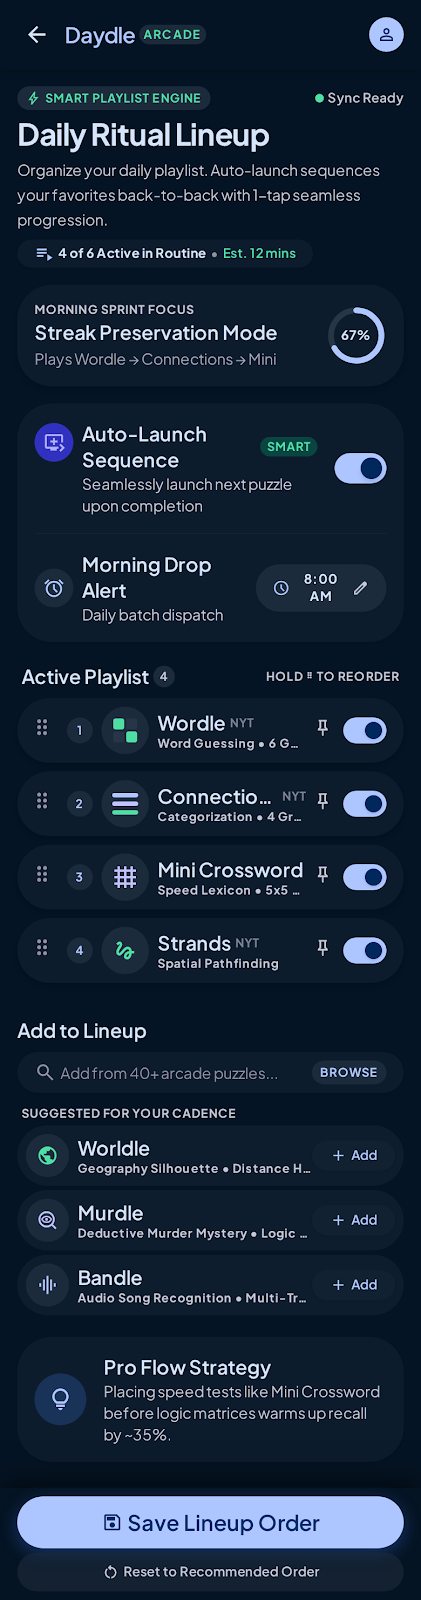 Daydle ARCADE
SMART PLAYLIST ENGINE
Sync Ready
Daily Ritual Lineup
Organize your daily playlist. Auto-launch sequences
your favorites back-to-back with 1-tap seamless
progression.
4 of 6 Active in Routine • Est. 12 mins
MORNING SPRINT FOCUS
Streak Preservation Mode
Plays Wordle → Connections → Mini
67%
Auto-Launch
Sequence
SMART
Seamlessly launch next puzzle
upon completion
Morning Drop
Alert
Daily batch dispatch
8:00
AM
Active Playlist 4
HOLD ⠿ TO REORDER
1
Wordle NYT
Word Guessing • 6 G…
2
Connectio… NYT
Categorization • 4 Gr…
3
Mini Crossword
Speed Lexicon • 5x5 …
4
Strands NYT
Spatial Pathfinding
Add to Lineup
Add from 40+ arcade puzzles...
BROWSE
SUGGESTED FOR YOUR CADENCE
Worldle
Geography Silhouette • Distance H…
+ Add
Murdle
Deductive Murder Mystery • Logic …
+ Add
Bandle
Audio Song Recognition • Multi-Tr…
+ Add
Pro Flow Strategy
Placing speed tests like Mini Crossword
before logic matrices warms up recall
by ~35%.
Save Lineup Order
Reset to Recommended Order